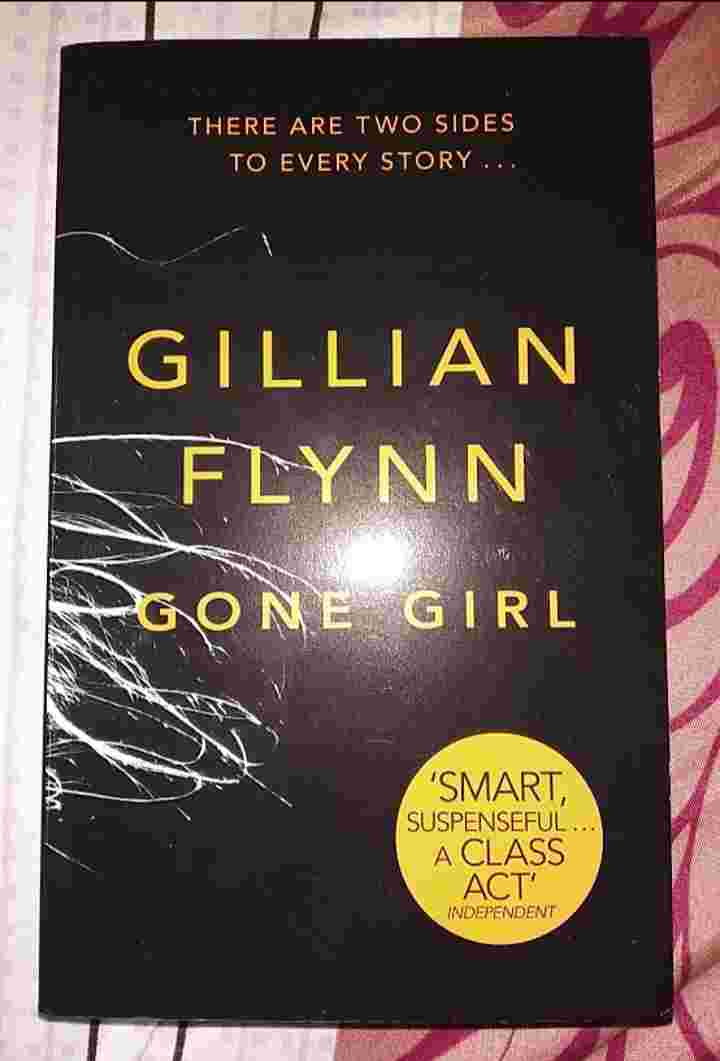 THERE ARE TWO SIDES
TO EVERY STORY ...
GILLIAN
FLYNN
GONE GIRL
'SMART,
SUSPENSEFUL ...
A CLASS
ACT'
INDEPENDENT